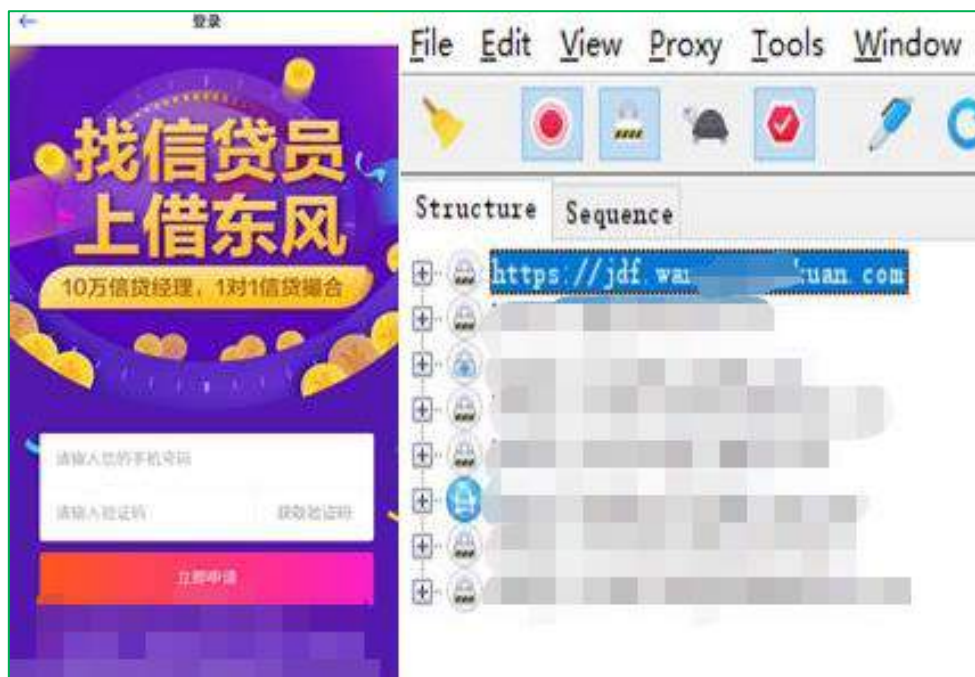 登录
找信贷员
上借东风
10万信贷经理，1对1信贷撮合
请输入您的手机号码
请输入验证码 获取验证码
立即申请
File Edit View Proxy Tools Window
Structure Sequence
https://jdf.wan kuan.com